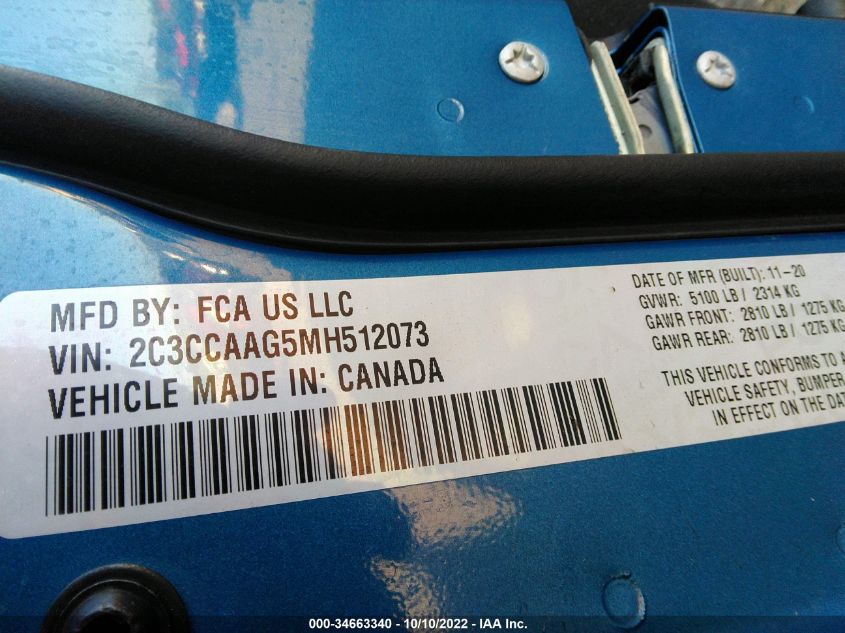 MFD BY: FCA US LLC
VIN: 2C3CCAAG5MH512073
VEHICLE MADE IN: CANADA
DATE OF MFR (BUILT): 11-20
GVWR: 5100 LB / 2314 KG
GAWR FRONT: 2810 LB / 1275 KG
GAWR REAR: 2810 LB / 1275 KG
THIS VEHICLE CONFORMS TO A
VEHICLE SAFETY, BUMPER
IN EFFECT ON THE DAT
000-34663340 - 10/10/2022 - IAA Inc.